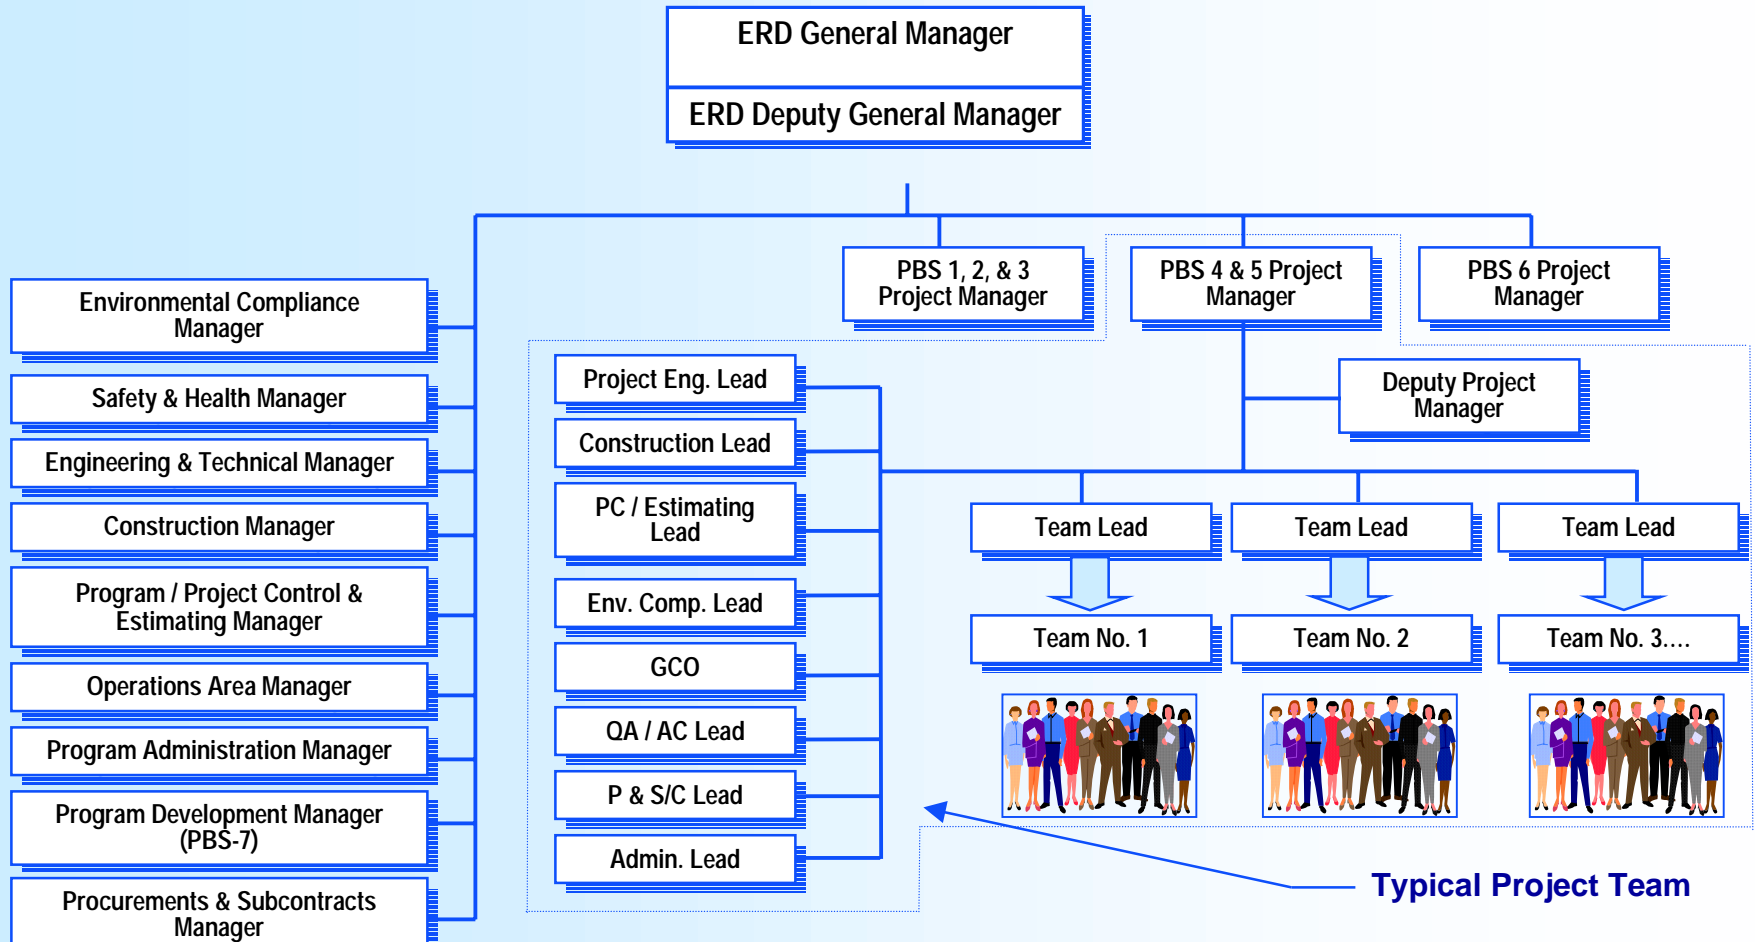 ERD General Manager
ERD Deputy General Manager
PBS 1, 2, & 3
Project Manager
PBS 4 & 5 Project
Manager
PBS 6 Project
Manager
Environmental Compliance
Manager
Safety & Health Manager
Engineering & Technical Manager
Construction Manager
Program / Project Control &
Estimating Manager
Operations Area Manager
Program Administration Manager
Program Development Manager
(PBS-7)
Procurements & Subcontracts
Manager
Project Eng. Lead
Construction Lead
PC / Estimating
Lead
Env. Comp. Lead
GCO
QA / AC Lead
P & S/C Lead
Admin. Lead
Deputy Project
Manager
Team Lead
Team Lead
Team Lead
Team No. 1
Team No. 2
Team No. 3....
Typical Project Team